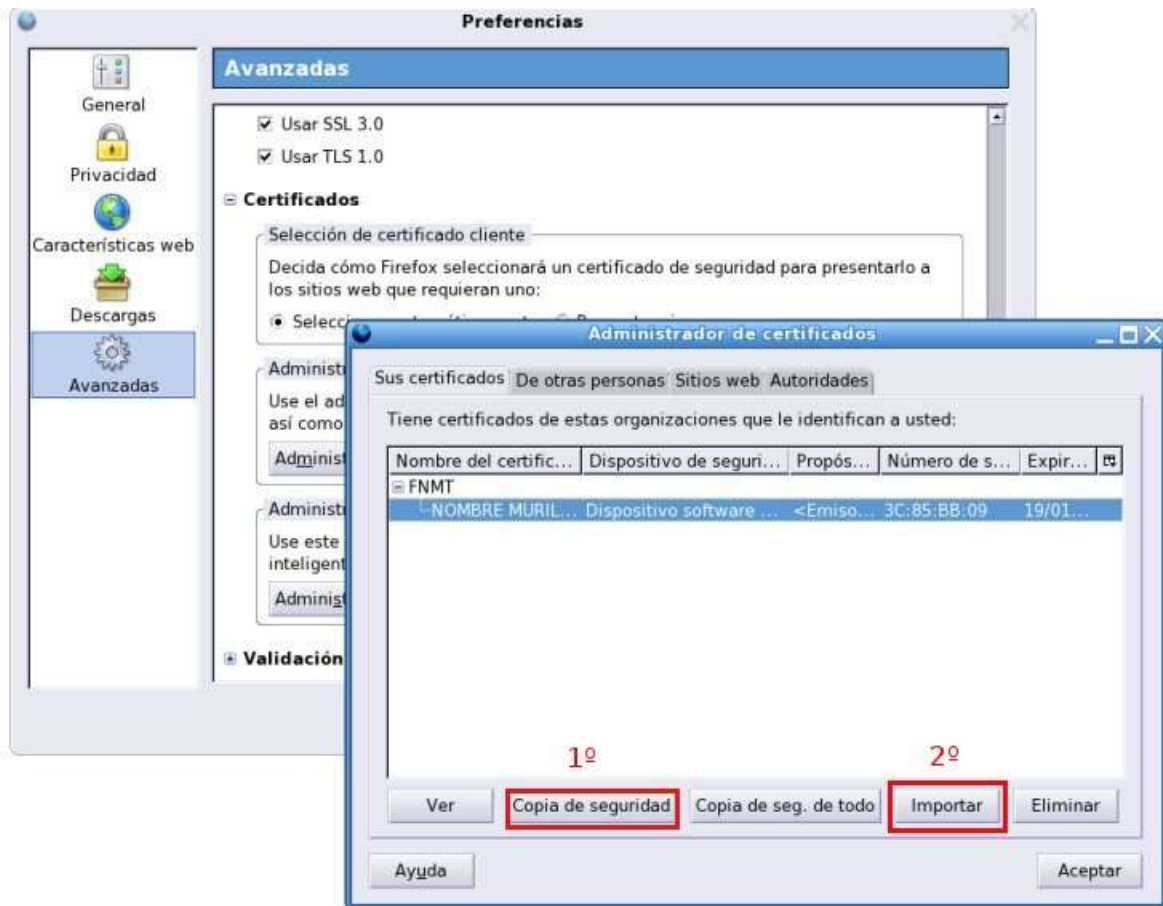 Preferencias
General
Privacidad
Características web
Descargas
Avanzadas
Avanzadas
Usar SSL 3.0
Usar TLS 1.0
Certificados
Selección de certificado cliente
Decida cómo Firefox seleccionará un certificado de seguridad para presentarlo a
los sitios web que requieran uno:
Administ
Use el ad
así como
Administ
Administ
Use este
inteligent
Administ
Validación
Administrador de certificados
Sus certificados De otras personas Sitios web Autoridades
Tiene certificados de estas organizaciones que le identifican a usted:
Nombre del certific... Dispositivo de seguri... Propós... Número de s... Expir...
FNMT
NOMBRE MURIL... Dispositivo software ... <Emiso... 3C:85:BB:09 19/01...
1º 2º
Ver Copia de seguridad Copia de seg. de todo Importar Eliminar
Ayuda Aceptar